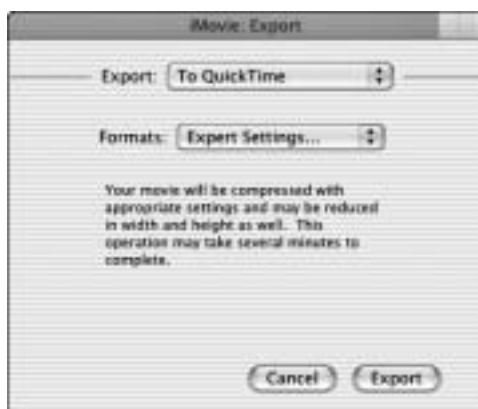 iMovie: Export
Export: To QuickTime
Formats: Expert Settings...
Your movie will be compressed with
appropriate settings and may be reduced
in width and height as well. This
operation may take several minutes to
complete.
Cancel Export